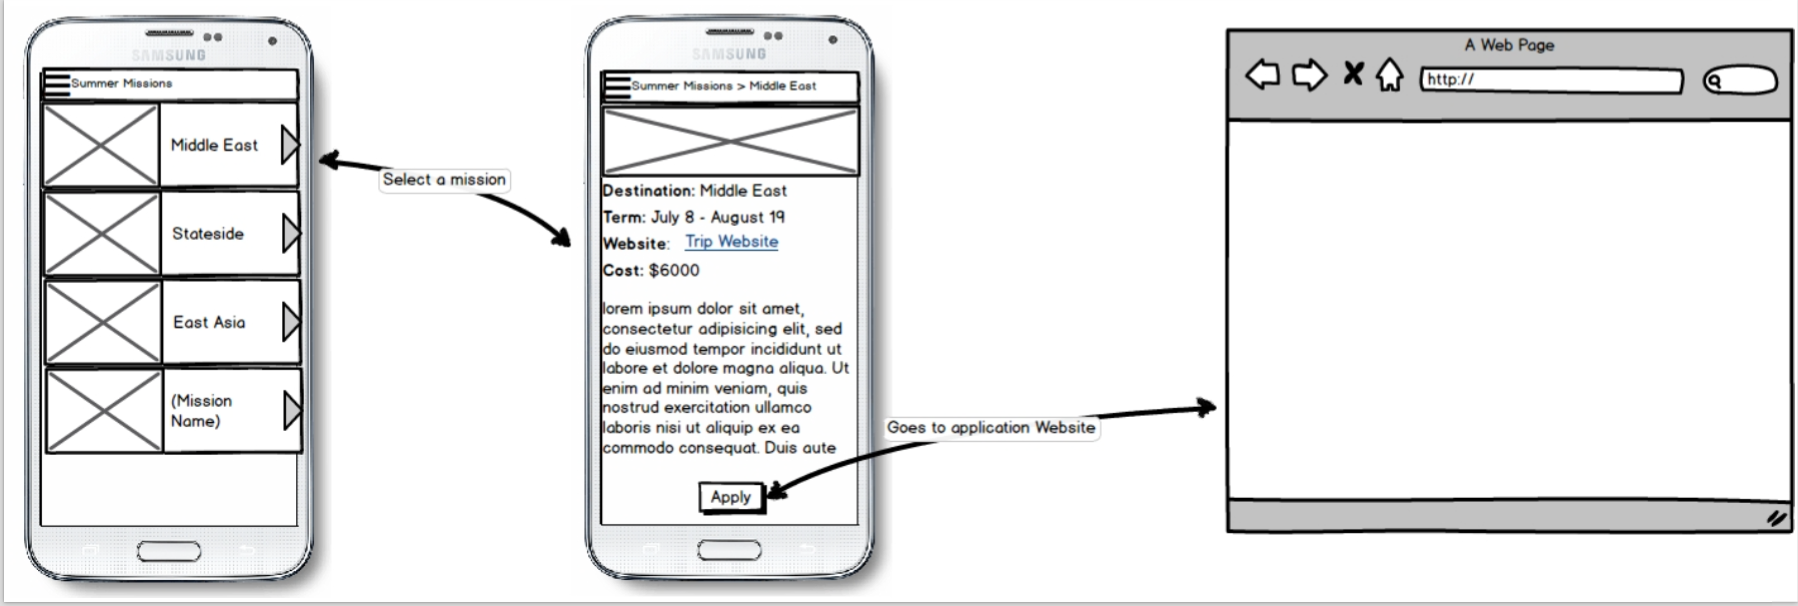 SAMSUNG
Summer Missions
Middle East
Stateside
East Asia
(Mission
Name)
Select a mission
SAMSUNG
Summer Missions > Middle East
Destination: Middle East
Term: July 8 - August 19
Website: Trip Website
Cost: $6000
lorem ipsum dolor sit amet,
consectetur adipisicing elit, sed
do eiusmod tempor incididunt ut
labore et dolore magna aliqua. Ut
enim ad minim veniam, quis
nostrud exercitation ullamco
laboris nisi ut aliquip ex ea
commodo consequat. Duis aute
Apply
Goes to application Website
A Web Page
http://